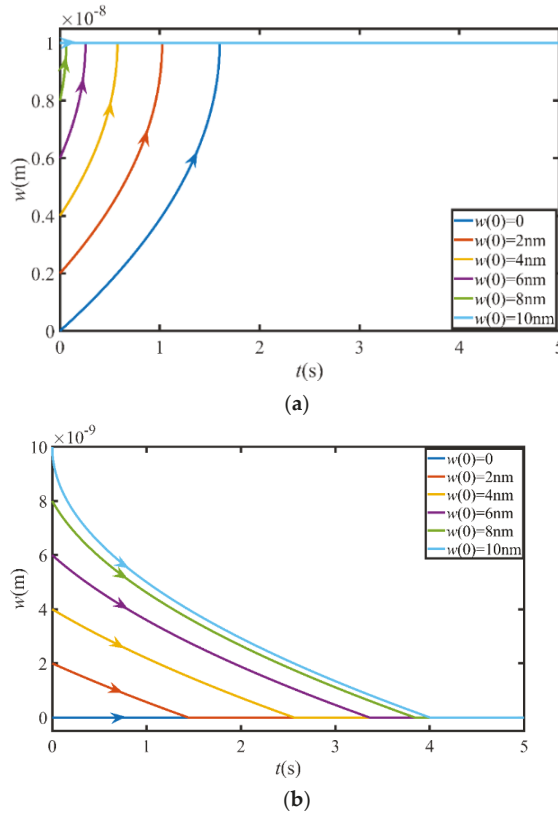 ×10⁻⁸
1
0.8
0.6
0.4
0.2
0
w(m)
w(0)=0
w(0)=2nm
w(0)=4nm
w(0)=6nm
w(0)=8nm
w(0)=10nm
0 1 2 3 4 5
t(s)
(a)
×10⁻⁹
10
8
6
4
2
0
w(m)
w(0)=0
w(0)=2nm
w(0)=4nm
w(0)=6nm
w(0)=8nm
w(0)=10nm
0 1 2 3 4 5
t(s)
(b)